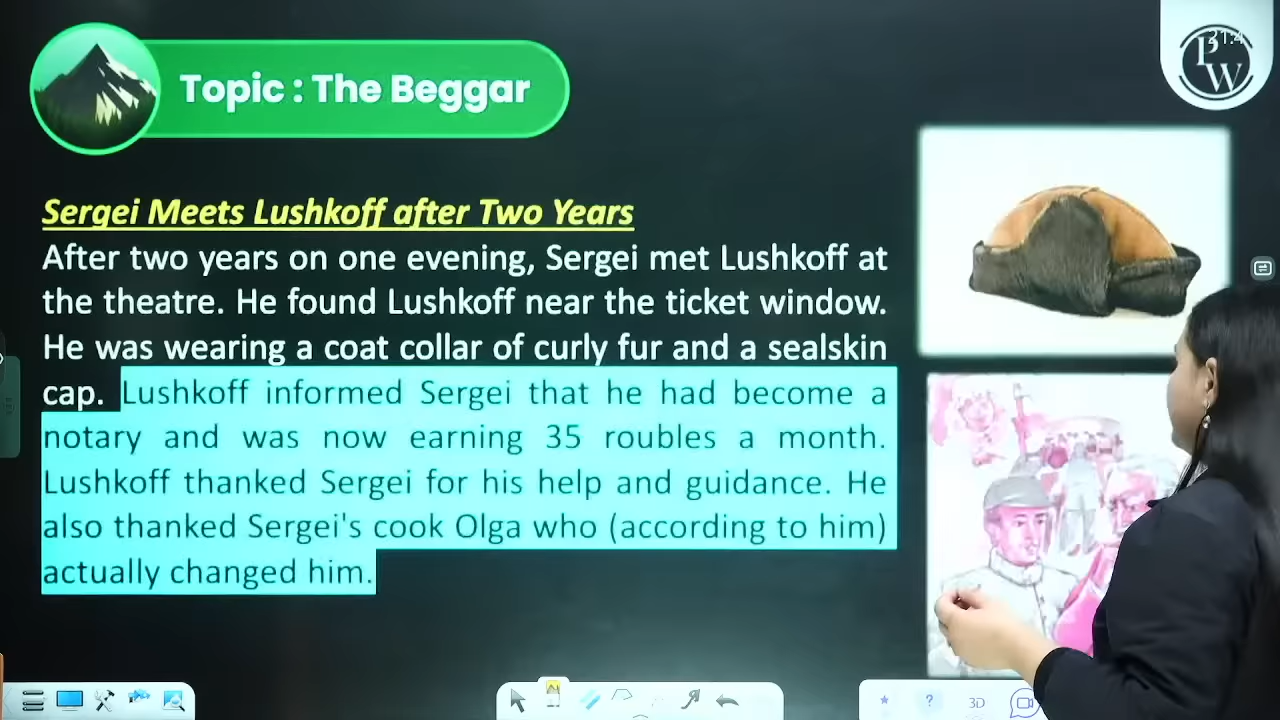 Topic : The Beggar
PW
Sergei Meets Lushkoff after Two Years
After two years on one evening, Sergei met Lushkoff at
the theatre. He found Lushkoff near the ticket window.
He was wearing a coat collar of curly fur and a sealskin
cap. Lushkoff informed Sergei that he had become a
notary and was now earning 35 roubles a month.
Lushkoff thanked Sergei for his help and guidance. He
also thanked Sergei's cook Olga who (according to him)
actually changed him.
3D